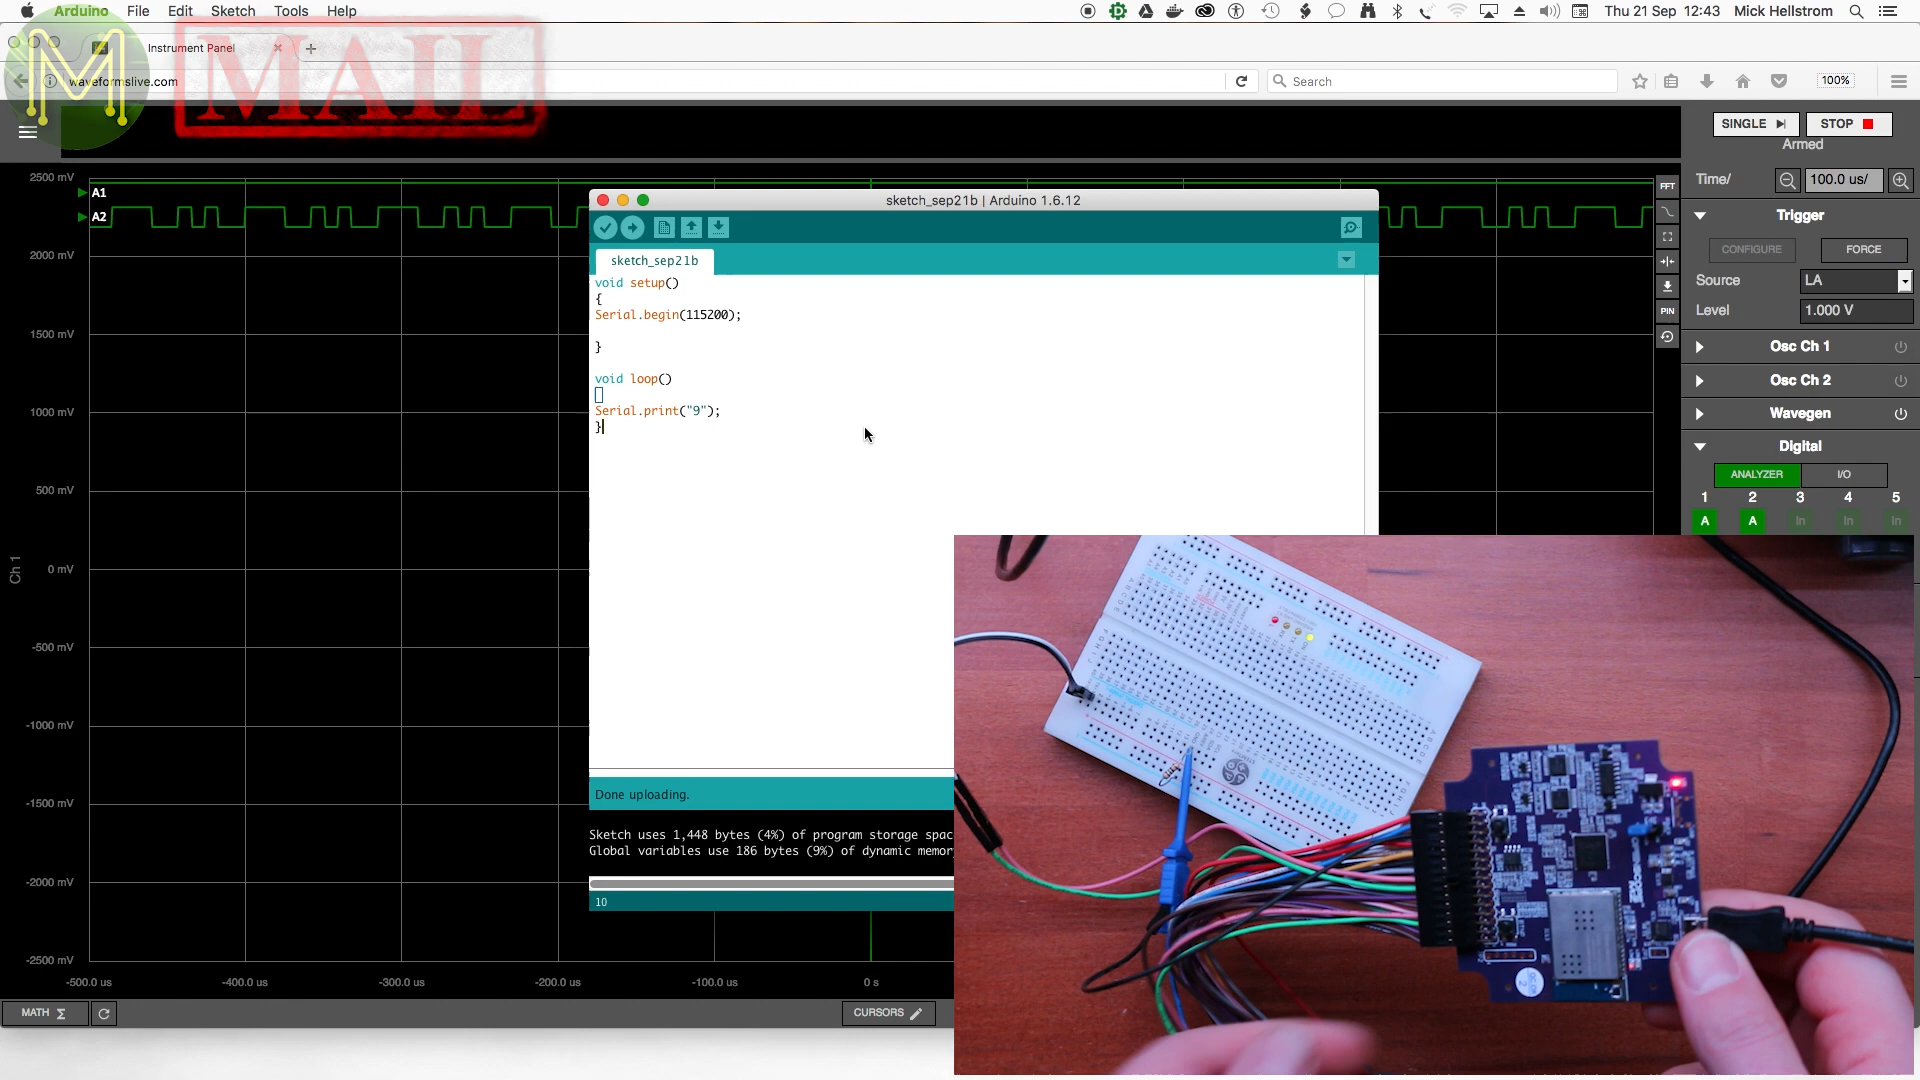 Arduino File Edit Sketch Tools Help
Thu 21 Sep 12:43 Mick Hellstrom
Instrument Panel
MAIL
waveformslive.com
Search
100%
SINGLE
STOP
Armed
2500 mV
A1
A2
2000 mV
1500 mV
1000 mV
500 mV
0 mV
-500 mV
-1000 mV
-1500 mV
-2000 mV
-2500 mV
Ch 1
-500.0 us
-400.0 us
-300.0 us
-200.0 us
-100.0 us
0 s
MATH Σ
CURSORS
sketch_sep21b | Arduino 1.6.12
sketch_sep21b
void setup()
{
Serial.begin(115200);
}
void loop()
Serial.print("9");
}
Done uploading.
Sketch uses 1,448 bytes (4%) of program storage spac
Global variables use 186 bytes (9%) of dynamic memor
10
FFT
PIN
Time/ 100.0 us/
Trigger
CONFIGURE FORCE
Source LA
Level 1.000 V
Osc Ch 1
Osc Ch 2
Wavegen
Digital
ANALYZER I/O
1 2 3 4 5
A A In In In